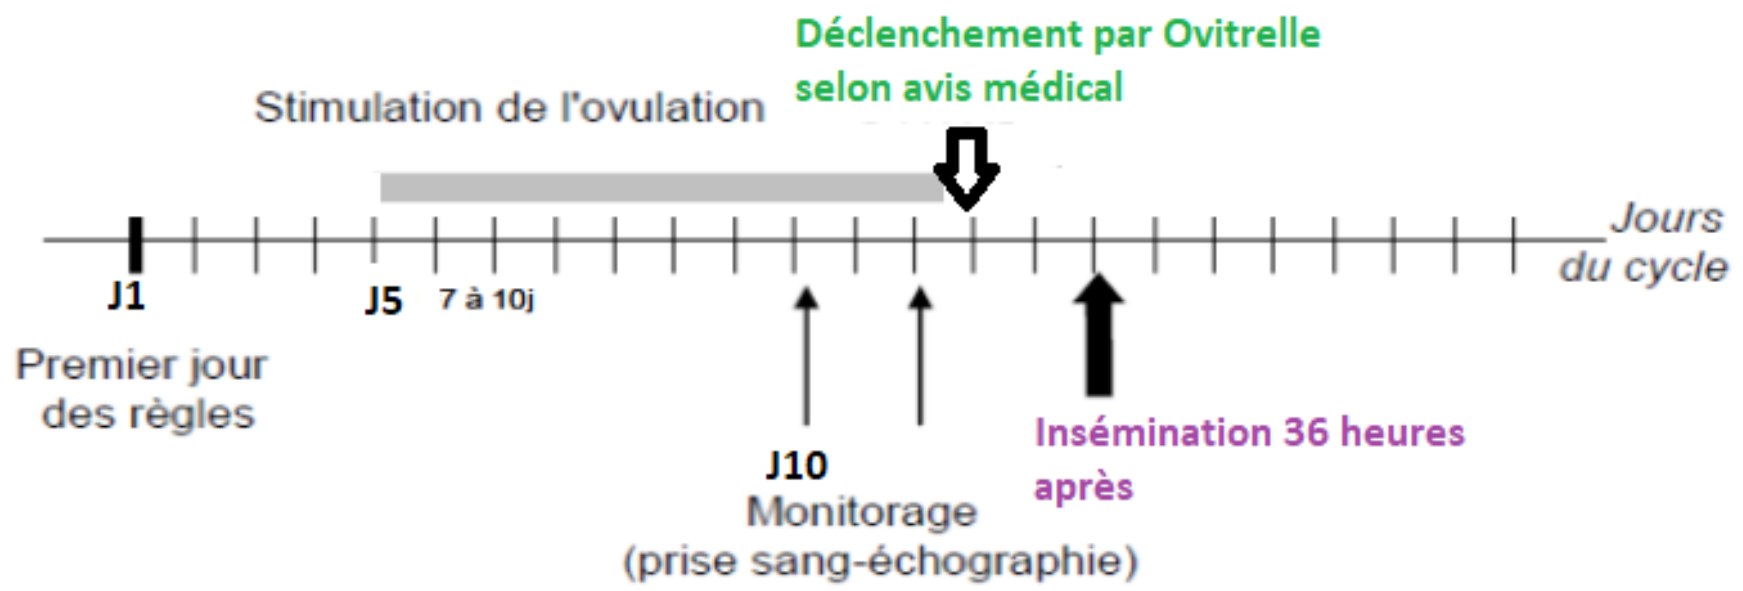 Déclenchement par Ovitrelle
selon avis médical
Stimulation de l'ovulation
Jours
du cycle
J1
J5
7 à 10j
Premier jour
des règles
J10
Monitorage
(prise sang-échographie)
Insémination 36 heures
après